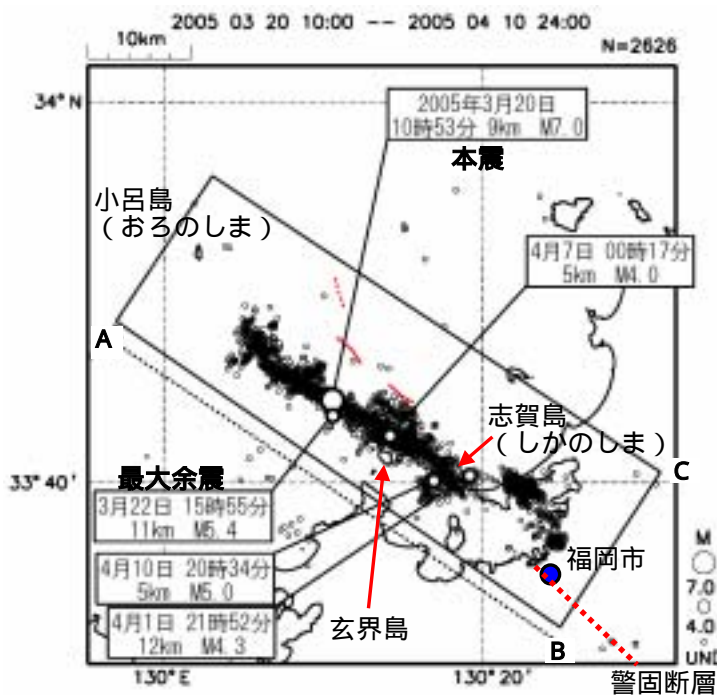 2005 03 20 10:00 -- 2005 04 10 24:00
10km
N=2626
34° N
2005年3月20日
10時53分 9km M7.0
本震
小呂島
(おろのしま)
4月7日 00時17分
5km M4.0
A
志賀島
(しかのしま)
C
33°40′
最大余震
3月22日 15時55分
11km M5.4
4月10日 20時34分
5km M5.0
4月1日 21時52分
12km M4.3
玄界島
福岡市
M
7.0
4.0
UND
B
130°E
130°20′
警固断層